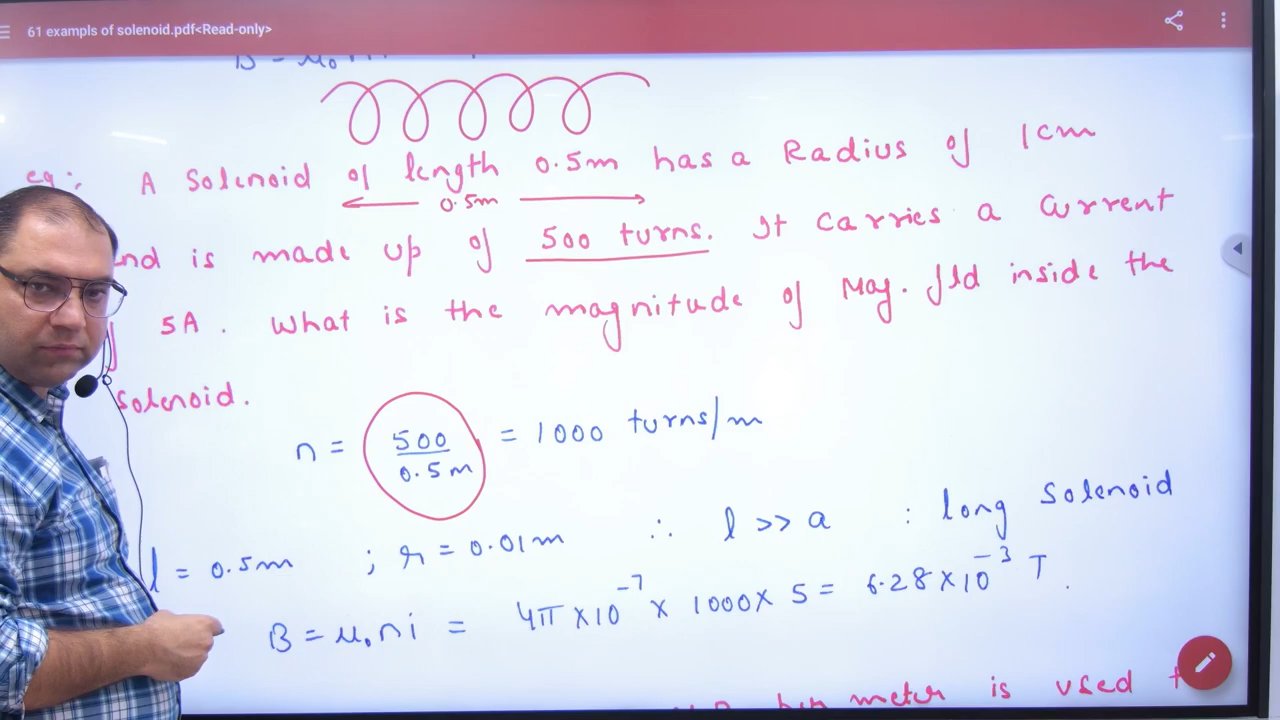 61 exampls of solenoid.pdf<Read-only>
eg: A Solenoid of length 0.5m has a Radius of 1cm
0.5m
nd is made up of 500 turns. It carries a current
5A. What is the magnitude of Mag. fld inside the
solenoid.
n = 500/0.5m = 1000 turns/m
l = 0.5m ; r = 0.01m ∴ l >> a : long solenoid
B = μ₀ni = 4π×10⁻⁷ × 1000 × 5 = 6.28×10⁻³ T.
meter is used